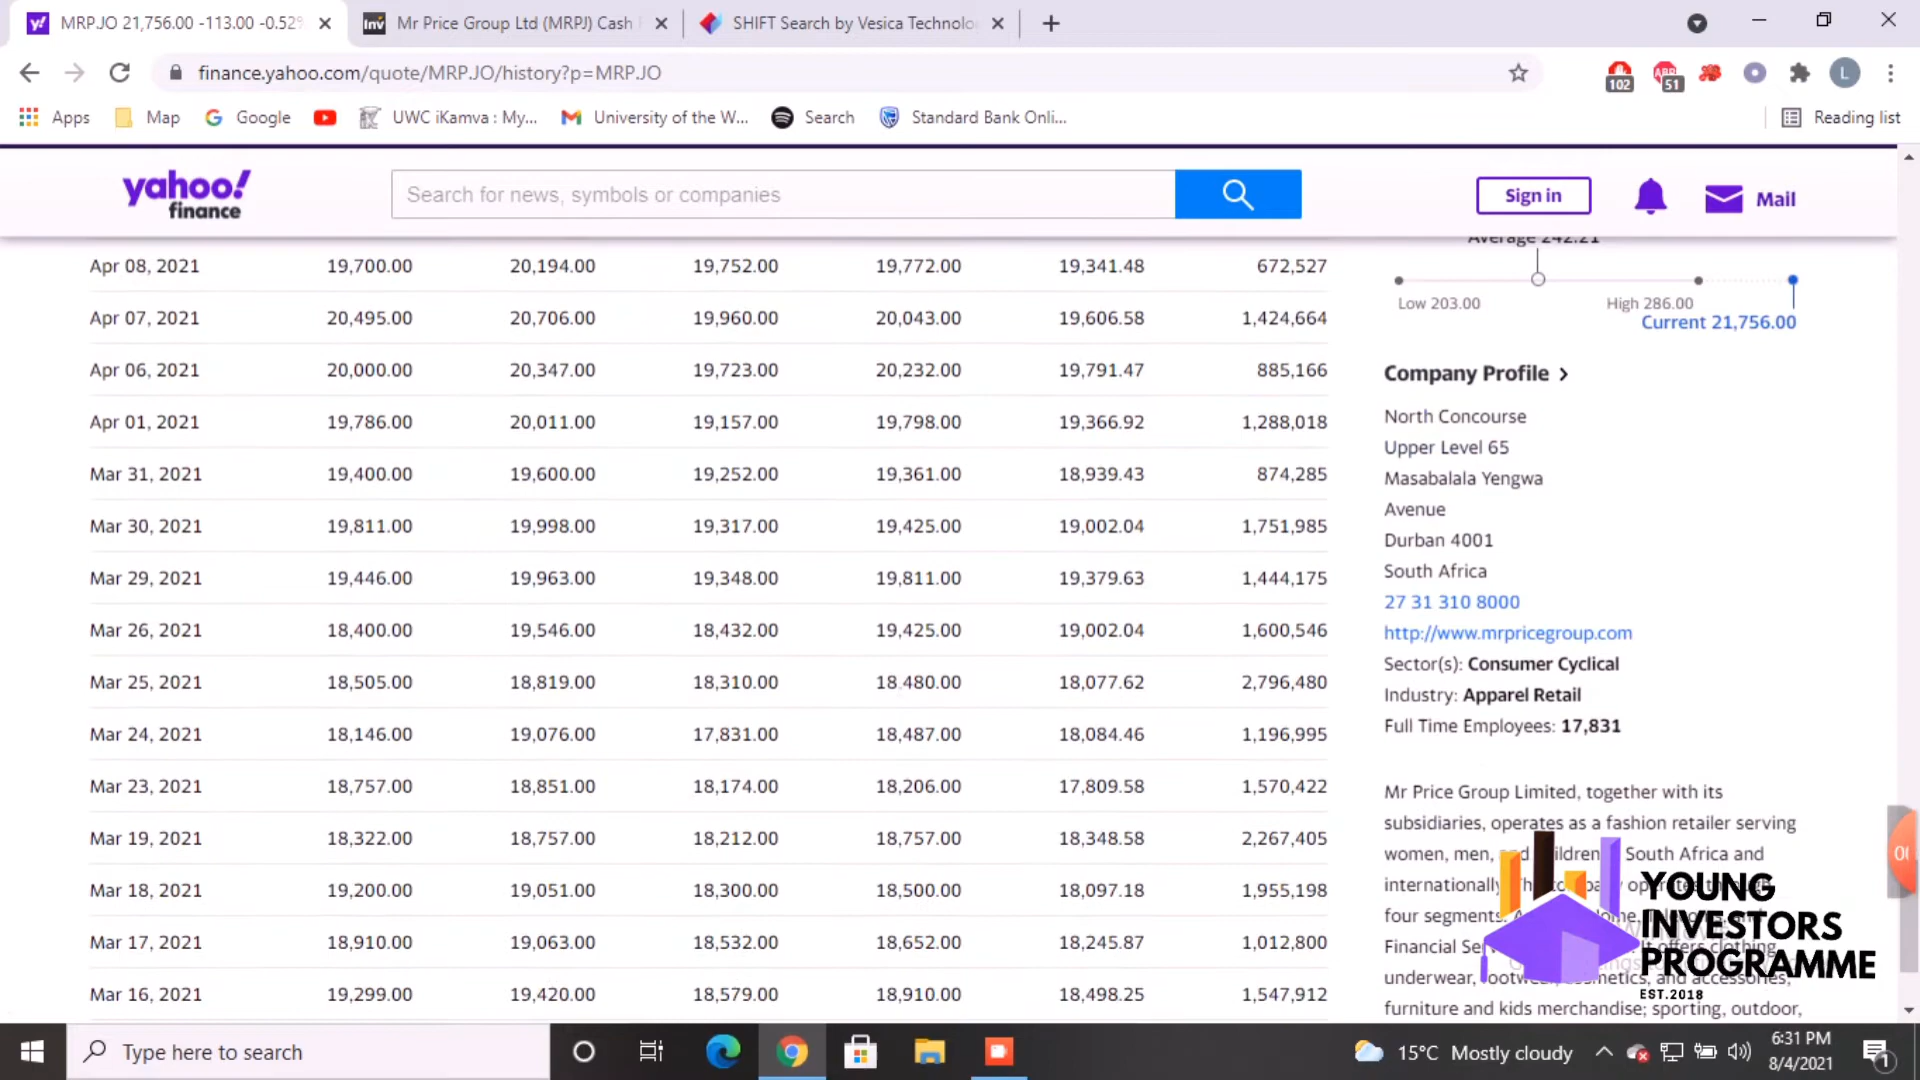 MRP.JO 21,756.00 -113.00 -0.52%
Mr Price Group Ltd (MRPJ) Cash
SHIFT Search by Vesica Technolo
finance.yahoo.com/quote/MRP.JO/history?p=MRP.JO
102
51
L
Apps
Map
Google
UWC iKamva : My...
University of the W...
Search
Standard Bank Onli...
Reading list
yahoo!
finance
Search for news, symbols or companies
Sign in
Mail
Apr 08, 2021 19,700.00 20,194.00 19,752.00 19,772.00 19,341.48 672,527
Apr 07, 2021 20,495.00 20,706.00 19,960.00 20,043.00 19,606.58 1,424,664
Apr 06, 2021 20,000.00 20,347.00 19,723.00 20,232.00 19,791.47 885,166
Apr 01, 2021 19,786.00 20,011.00 19,157.00 19,798.00 19,366.92 1,288,018
Mar 31, 2021 19,400.00 19,600.00 19,252.00 19,361.00 18,939.43 874,285
Mar 30, 2021 19,811.00 19,998.00 19,317.00 19,425.00 19,002.04 1,751,985
Mar 29, 2021 19,446.00 19,963.00 19,348.00 19,811.00 19,379.63 1,444,175
Mar 26, 2021 18,400.00 19,546.00 18,432.00 19,425.00 19,002.04 1,600,546
Mar 25, 2021 18,505.00 18,819.00 18,310.00 18,480.00 18,077.62 2,796,480
Mar 24, 2021 18,146.00 19,076.00 17,831.00 18,487.00 18,084.46 1,196,995
Mar 23, 2021 18,757.00 18,851.00 18,174.00 18,206.00 17,809.58 1,570,422
Mar 19, 2021 18,322.00 18,757.00 18,212.00 18,757.00 18,348.58 2,267,405
Mar 18, 2021 19,200.00 19,051.00 18,300.00 18,500.00 18,097.18 1,955,198
Mar 17, 2021 18,910.00 19,063.00 18,532.00 18,652.00 18,245.87 1,012,800
Mar 16, 2021 19,299.00 19,420.00 18,579.00 18,910.00 18,498.25 1,547,912
Average 242.21
Low 203.00 High 286.00
Current 21,756.00
Company Profile
North Concourse
Upper Level 65
Masabalala Yengwa
Avenue
Durban 4001
South Africa
27 31 310 8000
http://www.mrpricegroup.com
Sector(s): Consumer Cyclical
Industry: Apparel Retail
Full Time Employees: 17,831
Mr Price Group Limited, together with its
subsidiaries, operates as a fashion retailer serving
women, men, South Africa and
internationally
four segments.
Financial It offers clothing,
underwear, and accessories,
furniture and kids merchandise; sporting, outdoor,
YOUNG
INVESTORS
PROGRAMME
EST.2018
Type here to search
15°C Mostly cloudy
6:31 PM
8/4/2021
1